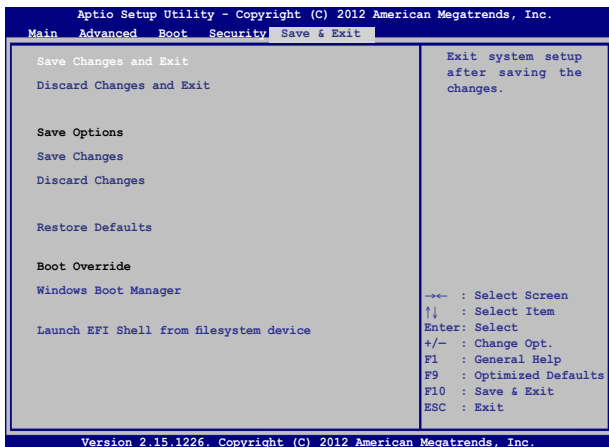 Aptio Setup Utility - Copyright (C) 2012 American Megatrends, Inc.
Main Advanced Boot Security Save & Exit
Save Changes and Exit
Discard Changes and Exit
Save Options
Save Changes
Discard Changes
Restore Defaults
Boot Override
Windows Boot Manager
Launch EFI Shell from filesystem device
Exit system setup
after saving the
changes.
→← : Select Screen
↑↓ : Select Item
Enter: Select
+/— : Change Opt.
F1 : General Help
F9 : Optimized Defaults
F10 : Save & Exit
ESC : Exit
Version 2.15.1226. Copyright (C) 2012 American Megatrends, Inc.